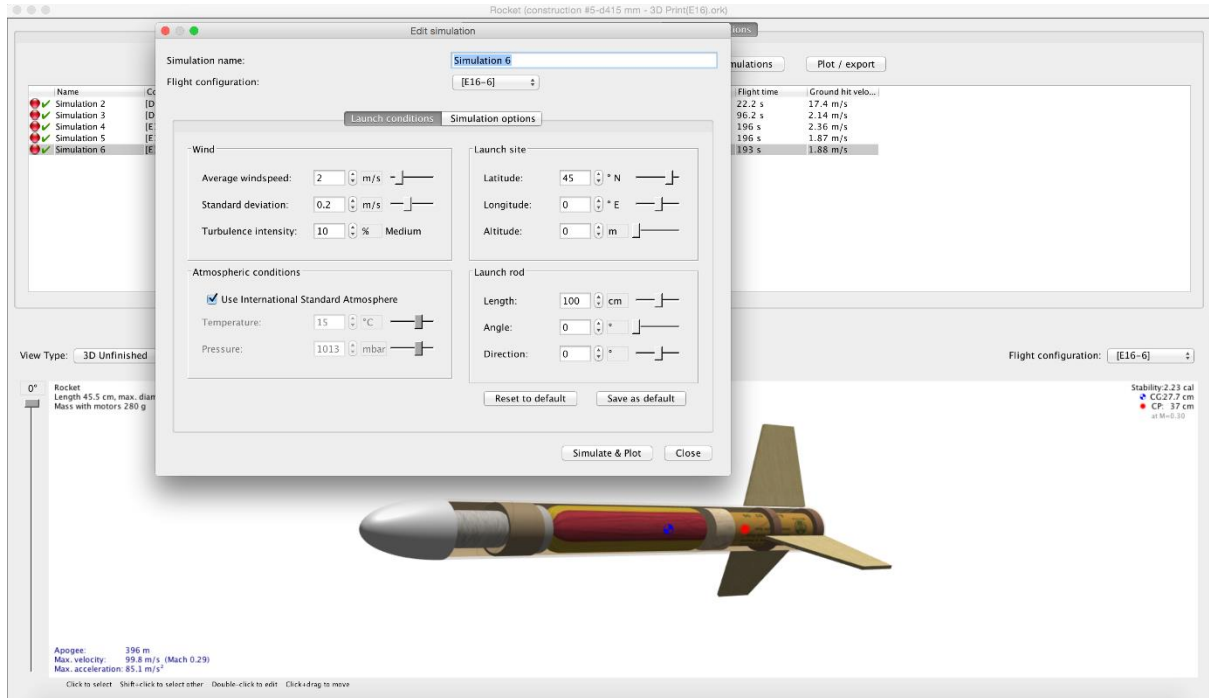 Rocket (construction #5-d415 mm - 3D Print(E16).ork)
Edit simulation
Simulation name: Simulation 6
Flight configuration: [E16-6]
Plot / export
Name
Flight time Ground hit velo...
Simulation 2 [D 22.2 s 17.4 m/s
Simulation 3 [D 96.2 s 2.14 m/s
Simulation 4 [E 196 s 2.36 m/s
Simulation 5 [E 196 s 1.87 m/s
Simulation 6 [E 193 s 1.88 m/s
Launch conditions Simulation options
Wind
Average windspeed: 2 m/s
Standard deviation: 0.2 m/s
Turbulence intensity: 10 % Medium
Launch site
Latitude: 45 ° N
Longitude: 0 ° E
Altitude: 0 m
Atmospheric conditions
Use International Standard Atmosphere
Temperature: 15 °C
Pressure: 1013 mbar
Launch rod
Length: 100 cm
Angle: 0 °
Direction: 0 °
Reset to default Save as default
Simulate & Plot Close
View Type: 3D Unfinished
Flight configuration: [E16-6]
0°
Rocket
Length 45.5 cm, max. diam
Mass with motors 280 g
Stability:2.23 cal
CG:27.7 cm
CP: 37 cm
at M=0.30
Apogee: 396 m
Max. velocity: 99.8 m/s (Mach 0.29)
Max. acceleration: 85.1 m/s²
Click to select Shift+click to select other Double-click to edit Click+drag to move